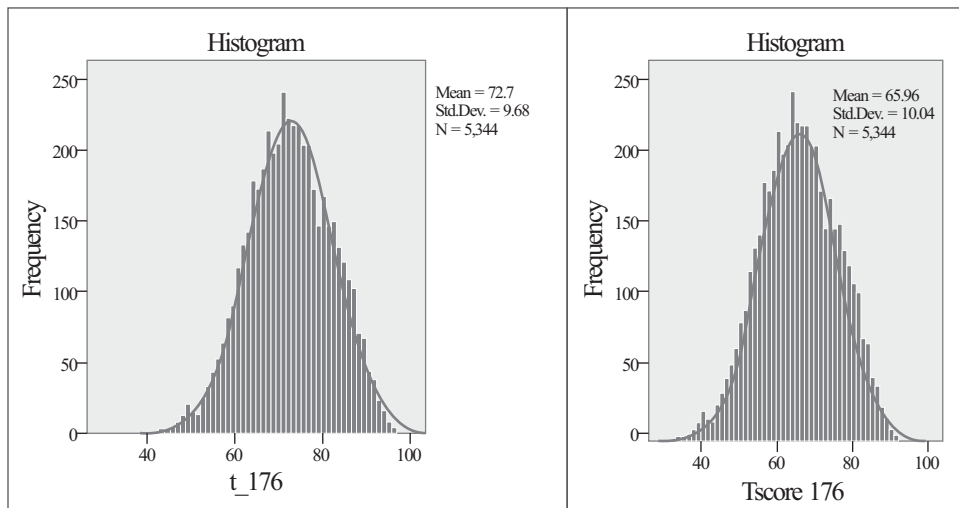 Histogram
250
200
150
100
50
0
Frequency
40
60
80
100
t_176
Mean = 72.7
Std.Dev. = 9.68
N = 5,344
Histogram
250
200
150
100
50
0
Frequency
40
60
80
100
Tscore 176
Mean = 65.96
Std.Dev. = 10.04
N = 5,344